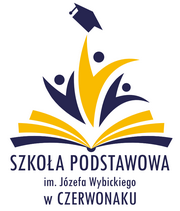 SZKOŁA PODSTAWOWA
im. Józefa Wybickiego
w CZERWONAKU